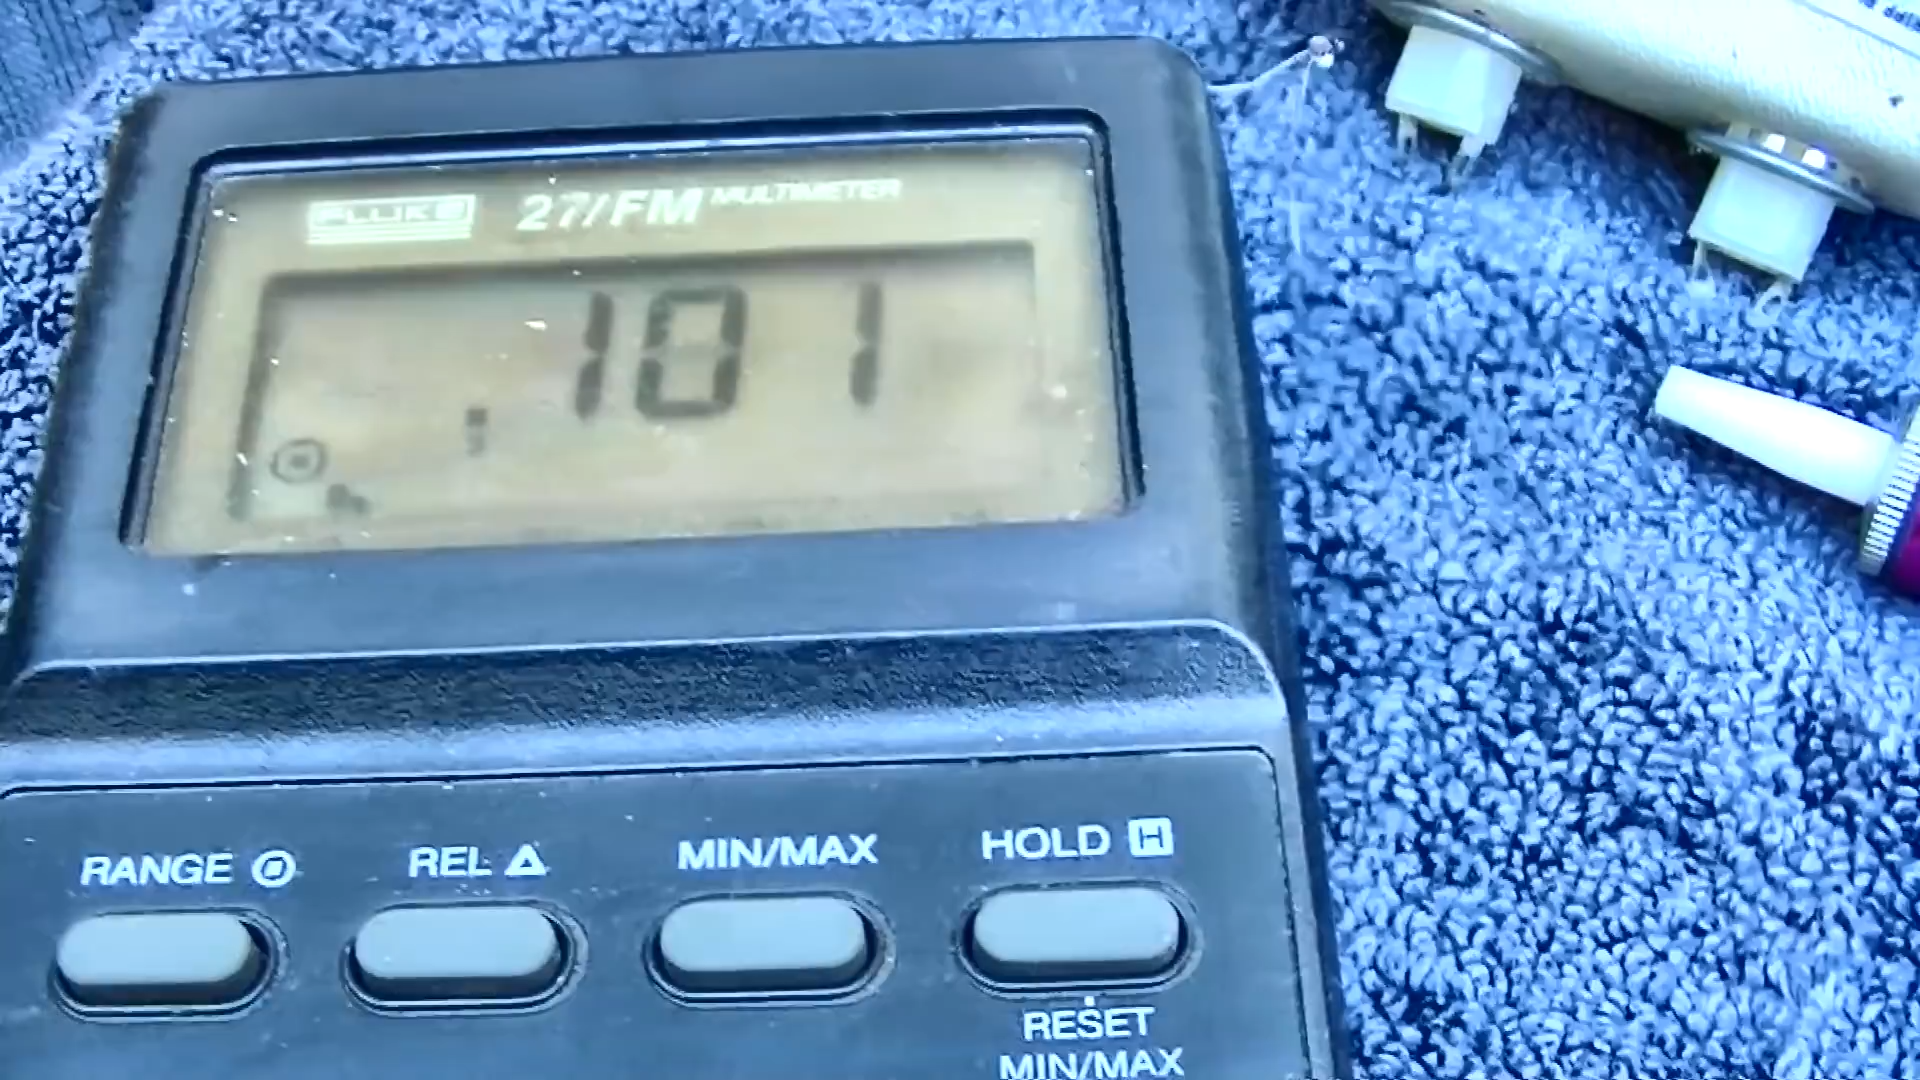 FLUKE 27/FM MULTIMETER
.101
RANGE REL △ MIN/MAX HOLD H
RESET
MIN/MAX